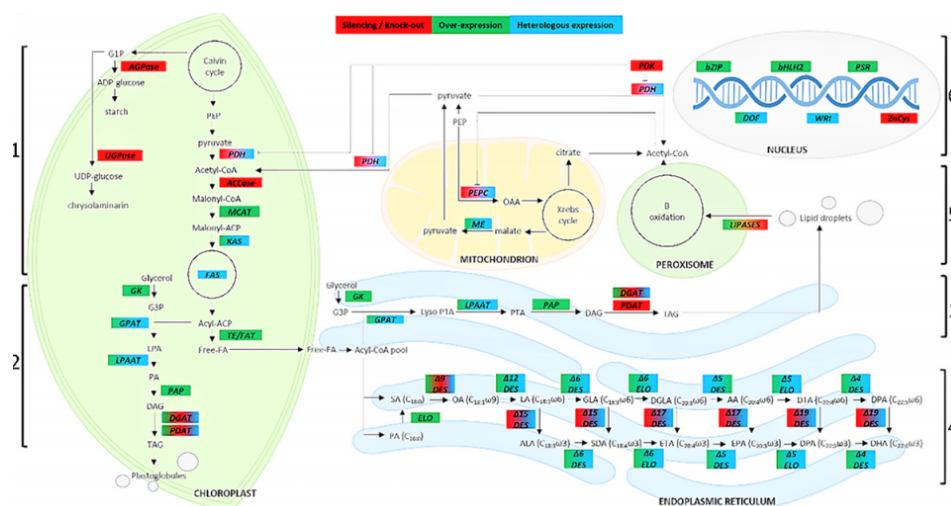 Silencing / knock-out Over-expression Heterologous expression
1
G1P
AGPase
ADP-glucose
starch
UGPase
UDP-glucose
chrysolaminarin
Calvin
cycle
PEP
pyruvate
PDH
Acetyl-CoA
ACCase
Malonyl-CoA
MCAT
Malonyl-ACP
KAS
FAS
2
Glycerol
GK
G3P
GPAT
Acyl-ACP
TE/FAT
LPA
Free-FA
LPAAT
PA
PAP
DAG
DGAT
PDAT
TAG
Plastoglobules
CHLOROPLAST
PDK
PDH
PDH
pyruvate
PEP
citrate
Acetyl-CoA
PEPC
OAA
Krebs
cycle
ME
pyruvate
malate
MITOCHONDRION
bZIP bHLH2 PSR
DOF WRI ZnCys
NUCLEUS
6
B
oxidation
LIPASES
Lipid droplets
PEROXISOME
5
Glycerol
GK
G3P
GPAT
Lyso PTA
LPAAT
PTA
PAP
DAG
DGAT
PDAT
TAG
3
Free-FA
Acyl-CoA pool
Δ9
DES
Δ12
DES
Δ6
DES
Δ6
ELO
Δ5
DES
Δ5
ELO
Δ4
DES
SA (C18:0) OA (C18:1ω9) LA (C18:2ω6) GLA (C18:3ω6) DGLA (C20:3ω6) AA (C20:4ω6) DTA (C22:4ω6) DPA (C22:5ω6)
ELO
Δ15
DES
Δ15
DES
Δ17
DES
Δ17
DES
Δ19
DES
Δ19
DES
4
PA (C16:0)
ALA (C18:3ω3) SDA (C18:4ω3) ETA (C20:4ω3) EPA (C20:5ω3) DPA (C22:5ω3) DHA (C22:6ω3)
Δ6
DES
Δ6
ELO
Δ5
DES
Δ5
ELO
Δ4
DES
ENDOPLASMIC RETICULUM